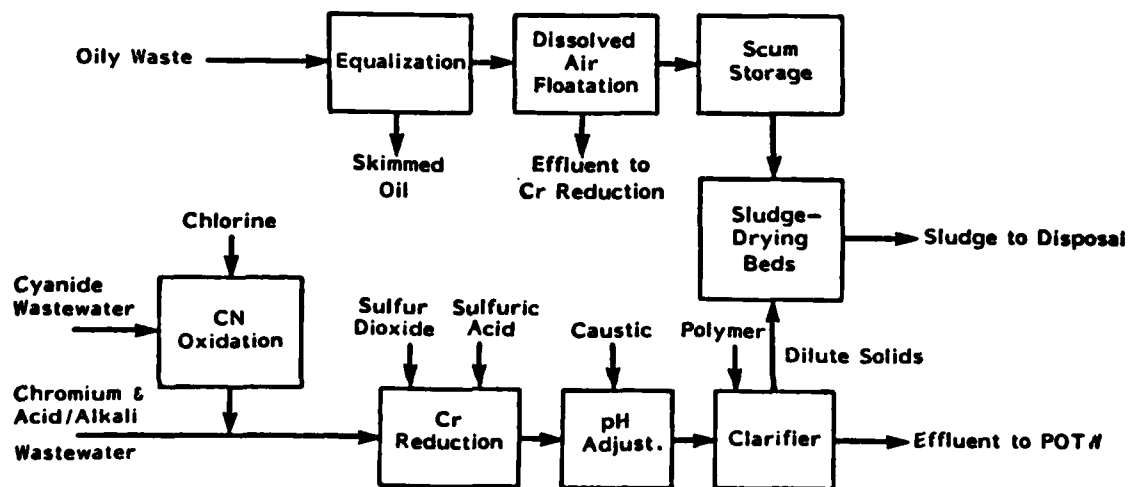 Oily Waste
Equalization
Dissolved
Air
Floatation
Scum
Storage
Skimmed
Oil
Effluent to
Cr Reduction
Sludge-
Drying
Beds
Sludge to Disposal
Chlorine
Cyanide
Wastewater
CN
Oxidation
Sulfur
Dioxide
Sulfuric
Acid
Caustic
Polymer
Dilute Solids
Chromium &
Acid/Alkali
Wastewater
Cr
Reduction
pH
Adjust.
Clarifier
Effluent to POTW